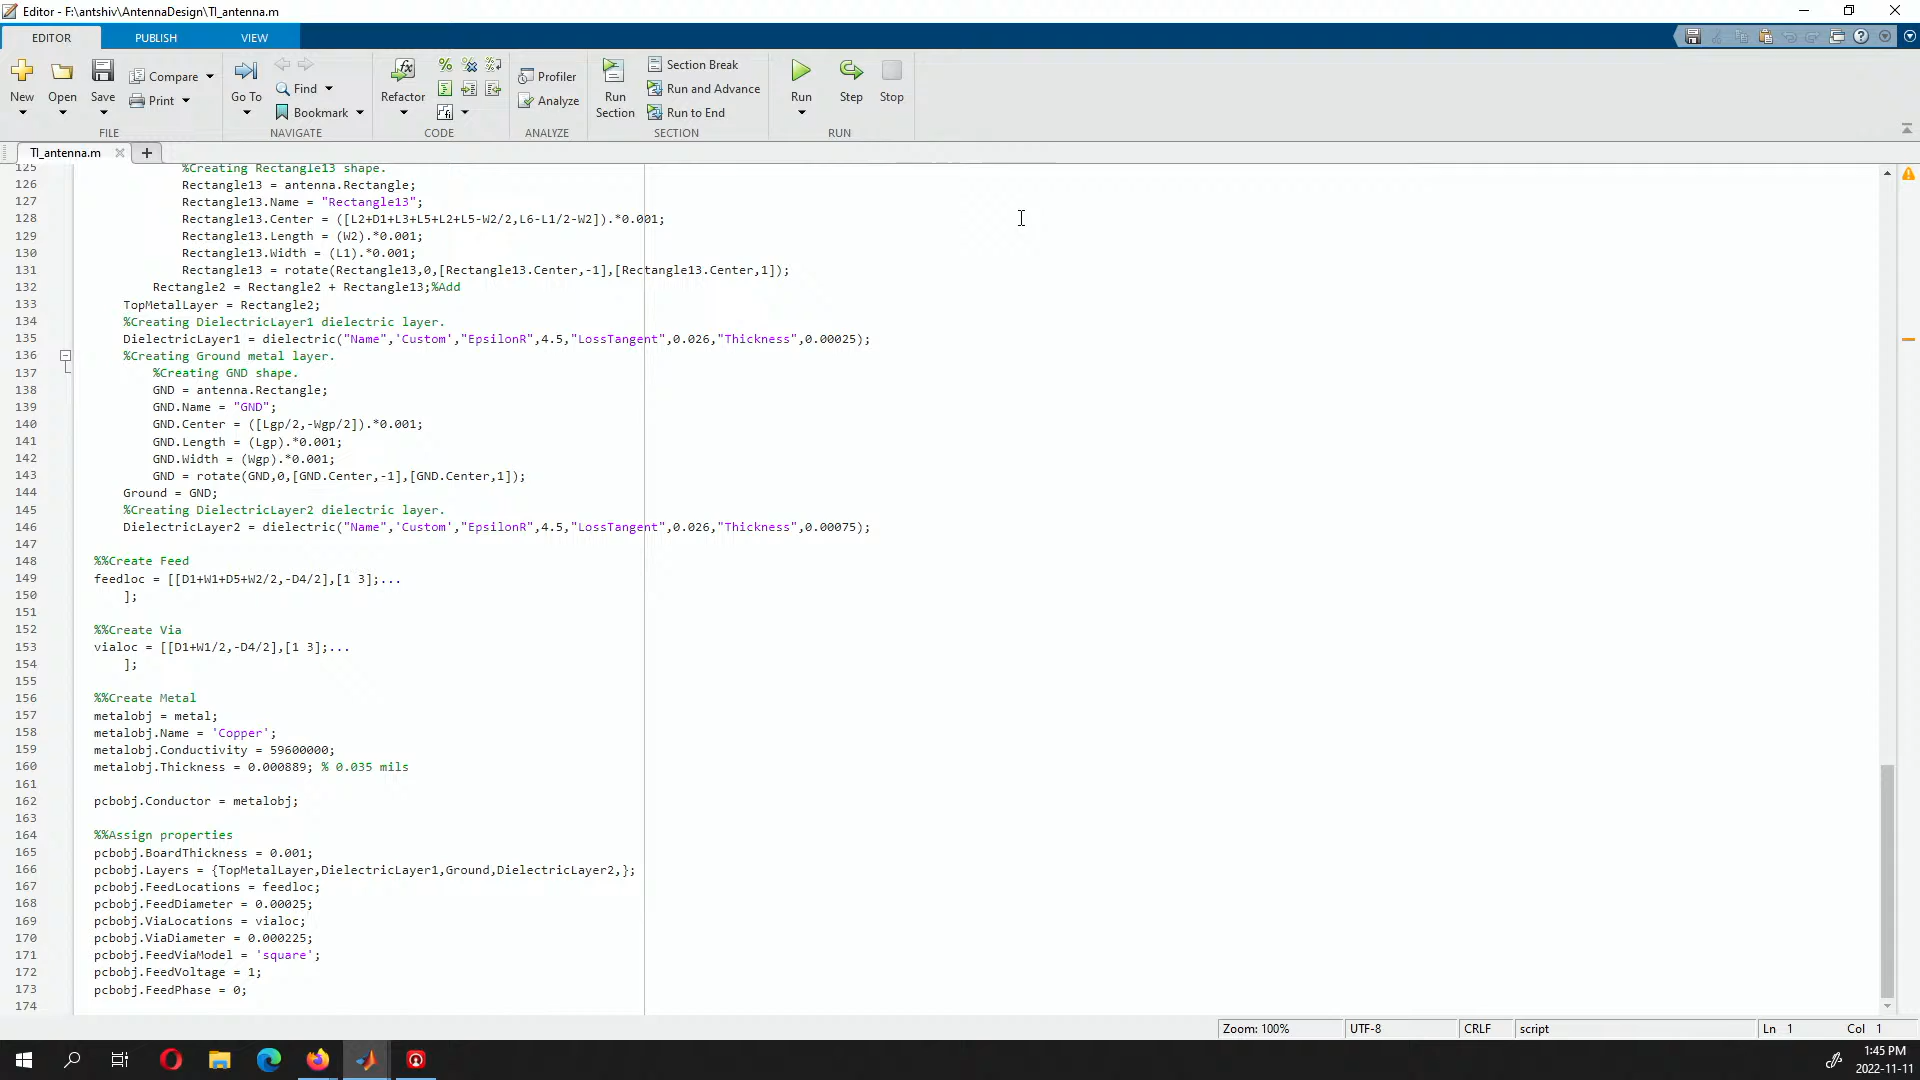 Editor - F:\antshiv\AntennaDesign\TI_antenna.m
EDITOR PUBLISH VIEW
New Open Save Compare Print
Go To Find Bookmark
Refactor
Profiler
Analyze
Run Section
Section Break
Run and Advance
Run to End
Run Step Stop
FILE NAVIGATE CODE ANALYZE SECTION RUN
TI_antenna.m
125 %Creating Rectangle13 shape.
126 Rectangle13 = antenna.Rectangle;
127 Rectangle13.Name = "Rectangle13";
128 Rectangle13.Center = ([L2+D1+L3+L5+L2+L5-W2/2,L6-L1/2-W2]).*0.001;
129 Rectangle13.Length = (W2).*0.001;
130 Rectangle13.Width = (L1).*0.001;
131 Rectangle13 = rotate(Rectangle13,0,[Rectangle13.Center,-1],[Rectangle13.Center,1]);
132 Rectangle2 = Rectangle2 + Rectangle13;%Add
133 TopMetalLayer = Rectangle2;
134 %Creating DielectricLayer1 dielectric layer.
135 DielectricLayer1 = dielectric("Name",'Custom',"EpsilonR",4.5,"LossTangent",0.026,"Thickness",0.00025);
136 %Creating Ground metal layer.
137 %Creating GND shape.
138 GND = antenna.Rectangle;
139 GND.Name = "GND";
140 GND.Center = ([Lgp/2,-Wgp/2]).*0.001;
141 GND.Length = (Lgp).*0.001;
142 GND.Width = (Wgp).*0.001;
143 GND = rotate(GND,0,[GND.Center,-1],[GND.Center,1]);
144 Ground = GND;
145 %Creating DielectricLayer2 dielectric layer.
146 DielectricLayer2 = dielectric("Name",'Custom',"EpsilonR",4.5,"LossTangent",0.026,"Thickness",0.00075);
147
148 %%Create Feed
149 feedloc = [[D1+W1+D5+W2/2,-D4/2],[1 3];...
150 ];
151
152 %%Create Via
153 vialoc = [[D1+W1/2,-D4/2],[1 3];...
154 ];
155
156 %%Create Metal
157 metalobj = metal;
158 metalobj.Name = 'Copper';
159 metalobj.Conductivity = 59600000;
160 metalobj.Thickness = 0.000889; % 0.035 mils
161
162 pcbobj.Conductor = metalobj;
163
164 %%Assign properties
165 pcbobj.BoardThickness = 0.001;
166 pcbobj.Layers = {TopMetalLayer,DielectricLayer1,Ground,DielectricLayer2,};
167 pcbobj.FeedLocations = feedloc;
168 pcbobj.FeedDiameter = 0.00025;
169 pcbobj.ViaLocations = vialoc;
170 pcbobj.ViaDiameter = 0.000225;
171 pcbobj.FeedViaModel = 'square';
172 pcbobj.FeedVoltage = 1;
173 pcbobj.FeedPhase = 0;
174
Zoom: 100% UTF-8 CRLF script Ln 1 Col 1
1:45 PM
2022-11-11